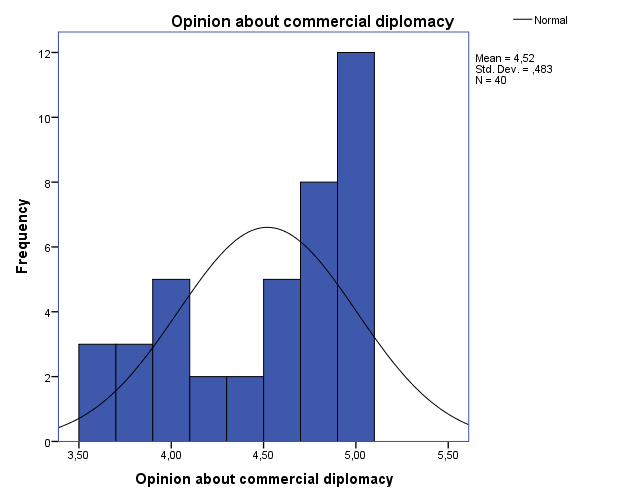 Opinion about commercial diplomacy
Normal
Mean = 4,52
Std. Dev. = ,483
N = 40
12
10
8
6
4
2
0
Frequency
3,50 4,00 4,50 5,00 5,50
Opinion about commercial diplomacy